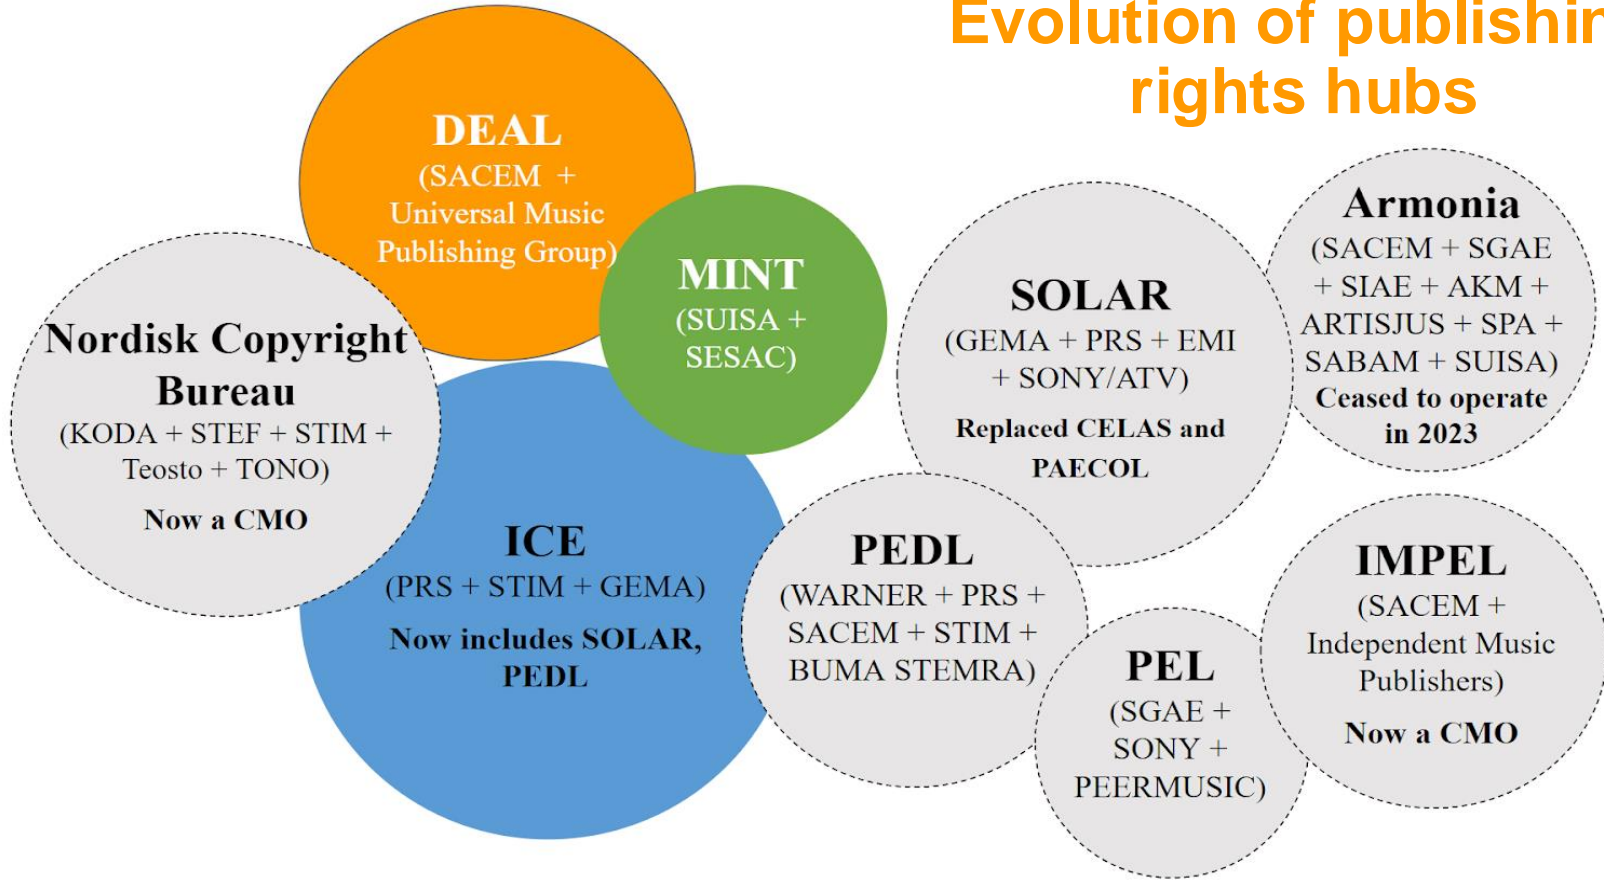 Evolution of publishin
rights hubs
DEAL
(SACEM +
Universal Music
Publishing Group)
MINT
(SUISA +
SESAC)
Nordisk Copyright
Bureau
(KODA + STEF + STIM +
Teosto + TONO)
Now a CMO
ICE
(PRS + STIM + GEMA)
Now includes SOLAR,
PEDL
SOLAR
(GEMA + PRS + EMI
+ SONY/ATV)
Replaced CELAS and
PAECOL
Armonia
(SACEM + SGAE
+ SIAE + AKM +
ARTISJUS + SPA +
SABAM + SUISA)
Ceased to operate
in 2023
PEDL
(WARNER + PRS +
SACEM + STIM +
BUMA STEMRA)
PEL
(SGAE +
SONY +
PEERMUSIC)
IMPEL
(SACEM +
Independent Music
Publishers)
Now a CMO